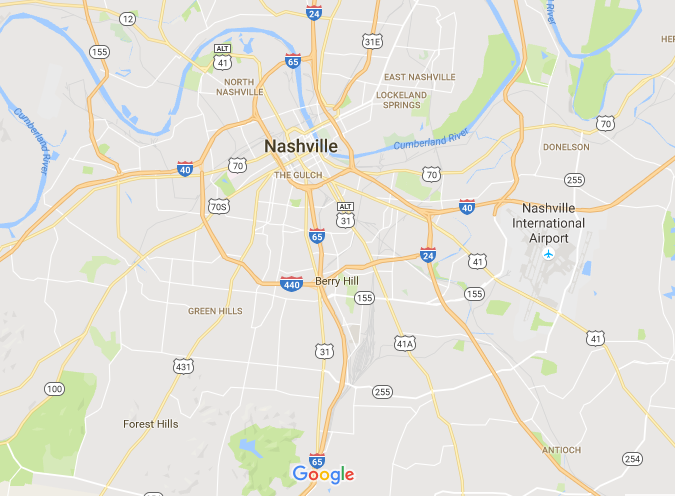 24
12
31E
155
ALT
41
65
Cumberland River
EAST NASHVILLE
NORTH
NASHVILLE
LOCKELAND
SPRINGS
Cumberland River
70
Nashville
Cumberland River
DONELSON
40
70
THE GULCH
70
255
70S
ALT
31
40
Nashville
International
Airport
65
24
41
440
Berry Hill
155
155
GREEN HILLS
41
31
41A
431
100
255
Forest Hills
ANTIOCH
254
65
Google